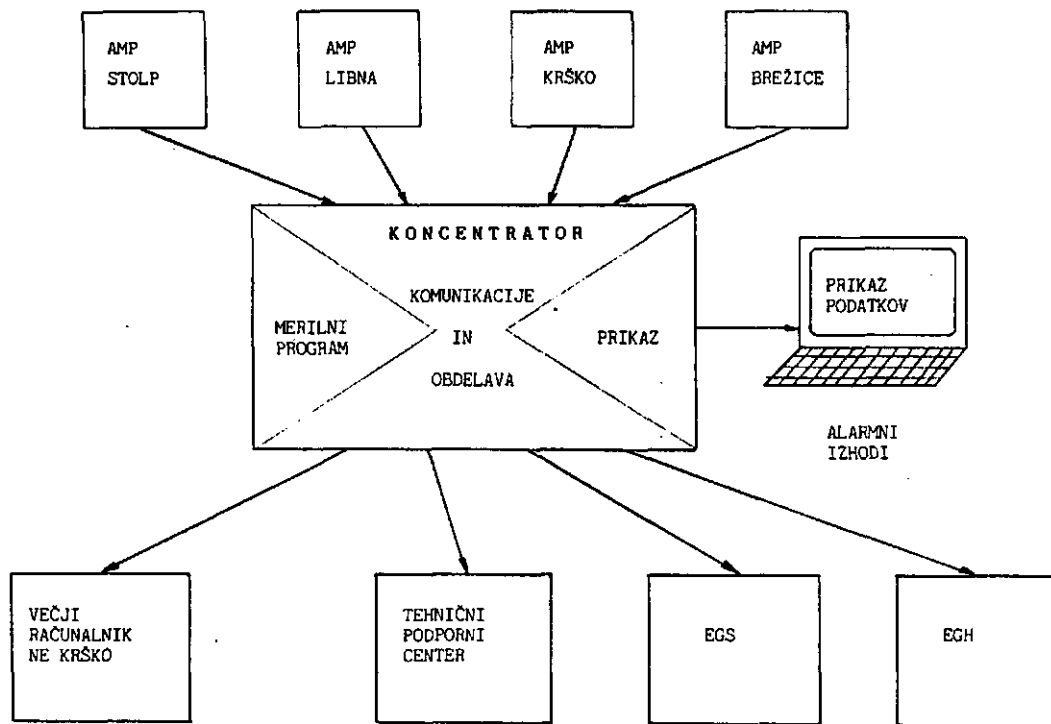 AMP
STOLP
AMP
LIBNA
AMP
KRŠKO
AMP
BREŽICE
KONCENTRATOR
KOMUNIKACIJE
IN
OBDELAVA
MERILNI
PROGRAM
PRIKAZ
PRIKAZ
PODATKOV
ALARMNI
IZHODI
VEČJI
RAČUNALNIK
NE KRŠKO
TEHNIČNI
PODPORNI
CENTER
EGS
EGH